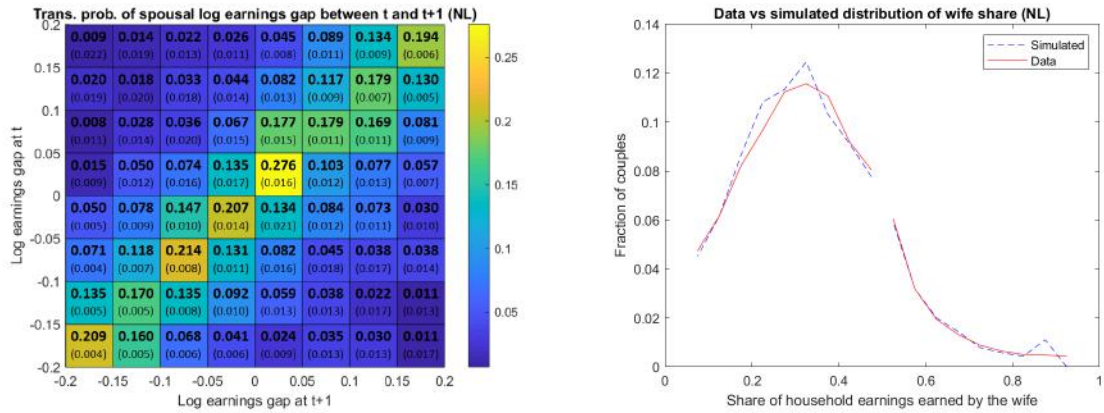 Trans. prob. of spousal log earnings gap between t and t+1 (NL)
0.2
0.009 0.014 0.022 0.026 0.045 0.089 0.134 0.194
(0.022) (0.019) (0.013) (0.011) (0.008) (0.011) (0.009) (0.006)
0.15
0.020 0.018 0.033 0.044 0.082 0.117 0.179 0.130
(0.019) (0.020) (0.018) (0.014) (0.013) (0.009) (0.007) (0.005)
0.1
0.008 0.028 0.036 0.067 0.177 0.179 0.169 0.081
(0.011) (0.014) (0.020) (0.015) (0.015) (0.011) (0.011) (0.009)
0.05
0.015 0.050 0.074 0.135 0.276 0.103 0.077 0.057
(0.009) (0.012) (0.016) (0.017) (0.016) (0.012) (0.013) (0.007)
0
0.050 0.078 0.147 0.207 0.134 0.084 0.073 0.030
(0.005) (0.009) (0.010) (0.014) (0.021) (0.012) (0.011) (0.010)
-0.05
0.071 0.118 0.214 0.131 0.082 0.045 0.038 0.038
(0.004) (0.007) (0.008) (0.011) (0.016) (0.018) (0.017) (0.014)
-0.1
0.135 0.170 0.135 0.092 0.059 0.038 0.022 0.011
(0.005) (0.005) (0.008) (0.010) (0.013) (0.013) (0.017) (0.013)
-0.15
0.209 0.160 0.068 0.041 0.024 0.035 0.030 0.011
(0.004) (0.005) (0.006) (0.006) (0.009) (0.013) (0.013) (0.017)
-0.2
-0.2 -0.15 -0.1 -0.05 0 0.05 0.1 0.15 0.2
Log earnings gap at t+1
Log earnings gap at t
0.25
0.2
0.15
0.1
0.05
Data vs simulated distribution of wife share (NL)
Simulated
Data
0.14
0.12
0.1
0.08
0.06
0.04
0.02
0
0 0.2 0.4 0.6 0.8 1
Share of household earnings earned by the wife
Fraction of couples